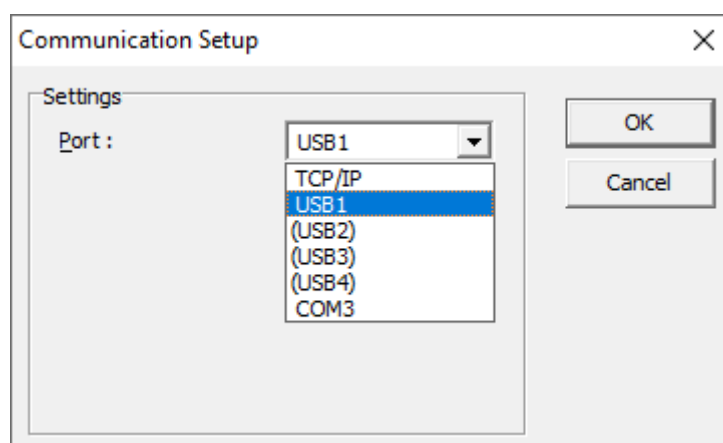 Communication Setup
Settings
Port :
USB1
OK
TCP/IP
USB1
(USB2)
(USB3)
(USB4)
COM3
Cancel